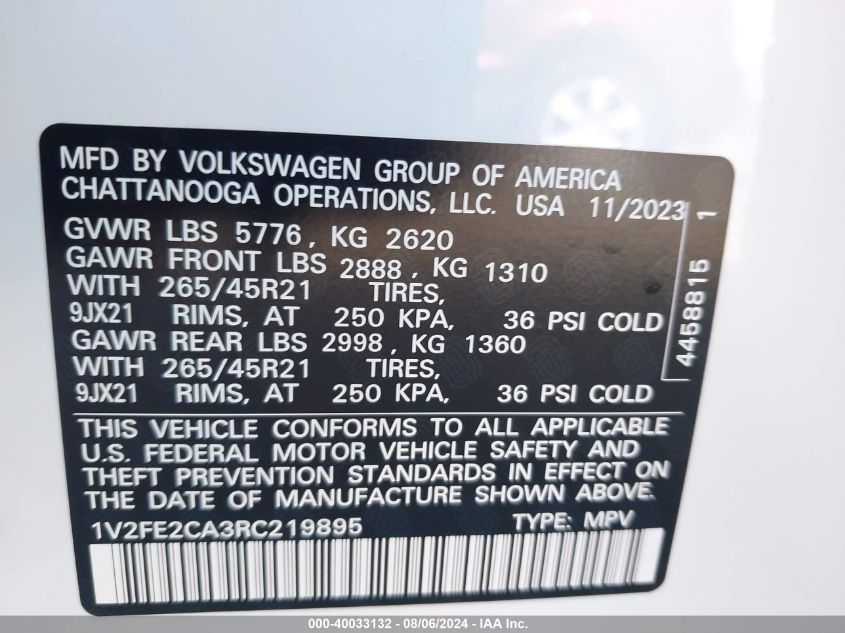 MFD BY VOLKSWAGEN GROUP OF AMERICA
CHATTANOOGA OPERATIONS, LLC. USA 11/2023
GVWR LBS 5776, KG 2620
GAWR FRONT LBS 2888, KG 1310
WITH 265/45R21 TIRES,
9JX21 RIMS, AT 250 KPA, 36 PSI COLD
GAWR REAR LBS 2998, KG 1360
WITH 265/45R21 TIRES,
9JX21 RIMS, AT 250 KPA, 36 PSI COLD
4458815 1
THIS VEHICLE CONFORMS TO ALL APPLICABLE
U.S. FEDERAL MOTOR VEHICLE SAFETY AND
THEFT PREVENTION STANDARDS IN EFFECT ON
THE DATE OF MANUFACTURE SHOWN ABOVE.
1V2FE2CA3RC219895 TYPE: MPV
000-40033132 - 08/06/2024 - IAA Inc.